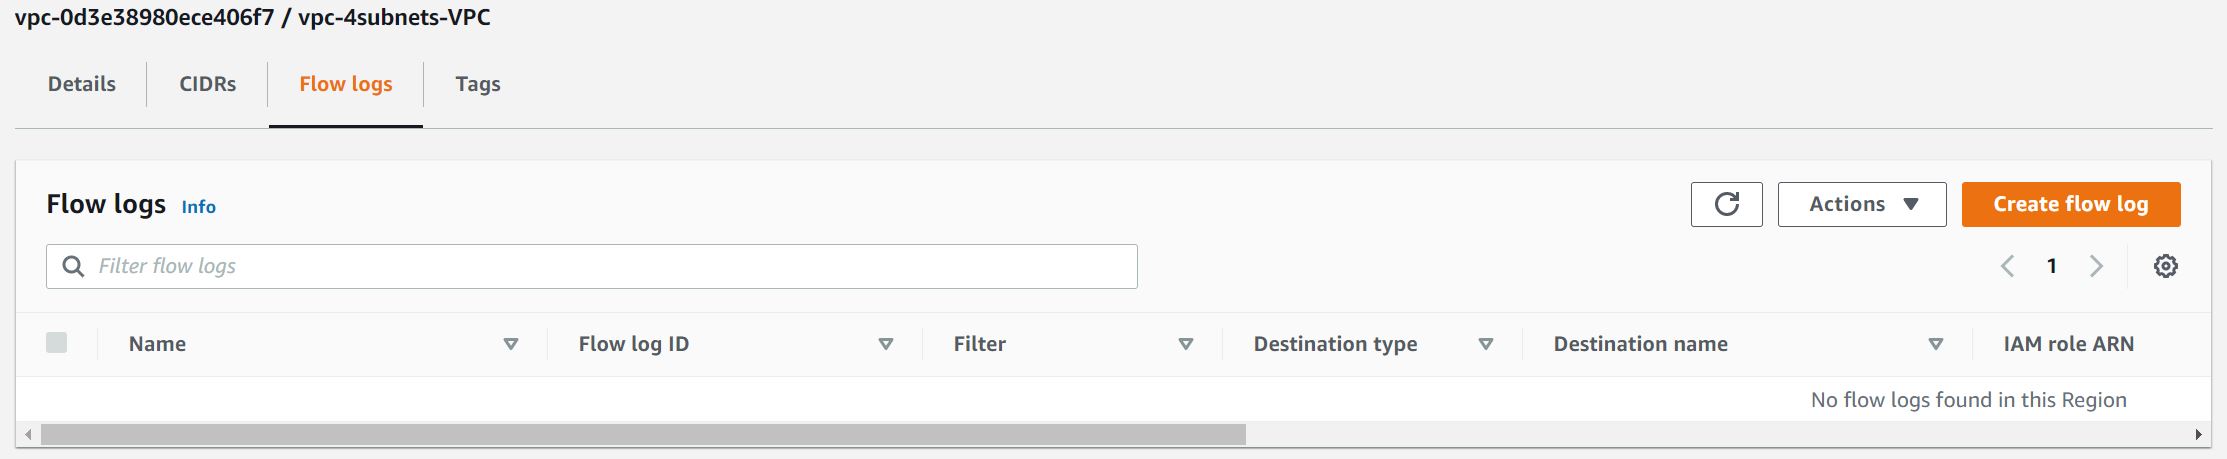 vpc-0d3e38980ece406f7 / vpc-4subnets-VPC
Details CIDRs Flow logs Tags
Flow logs Info Actions Create flow log
Filter flow logs 1
Name Flow log ID Filter Destination type Destination name IAM role ARN
No flow logs found in this Region